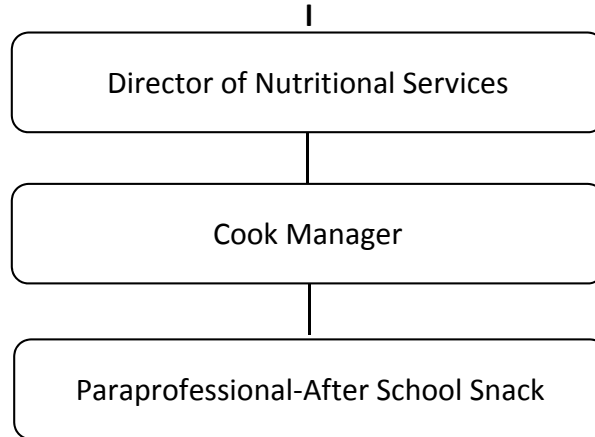 Director of Nutritional Services
Cook Manager
Paraprofessional-After School Snack